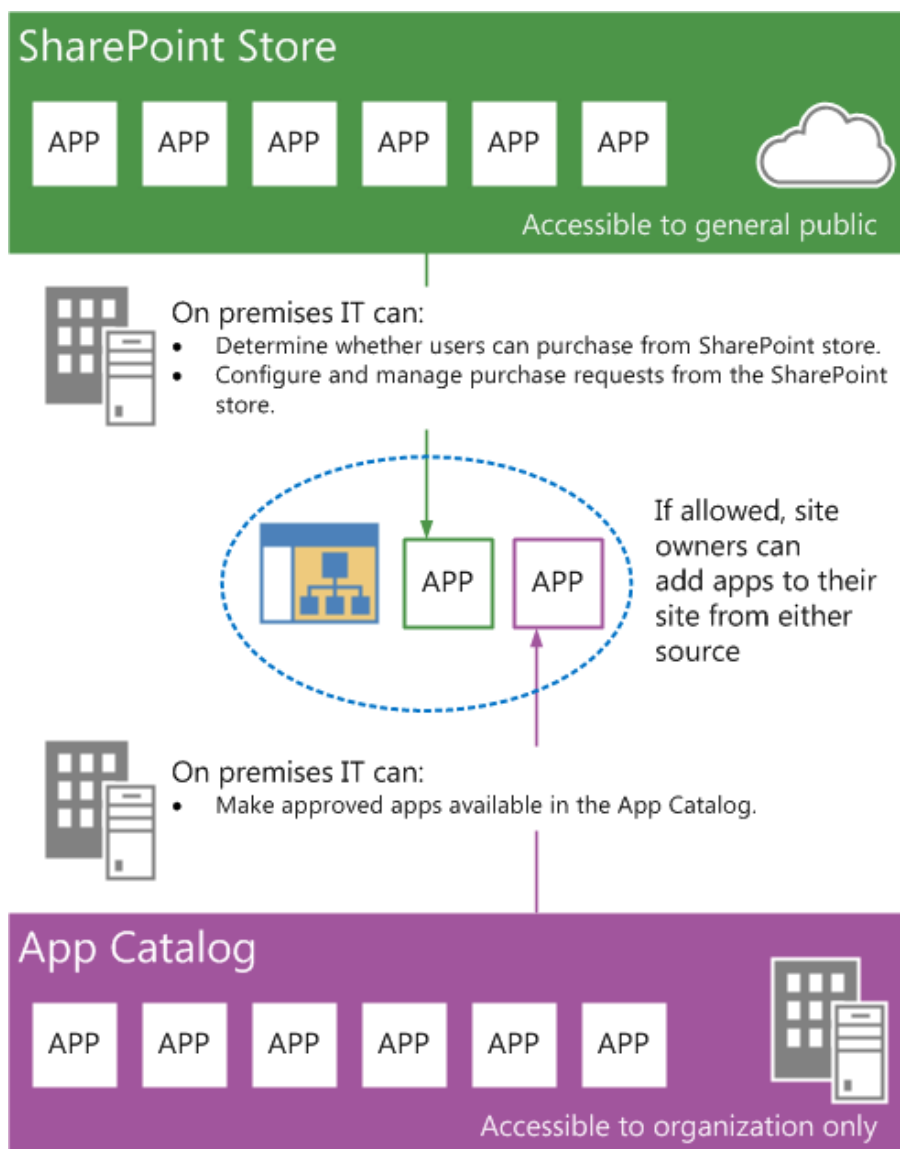 SharePoint Store
APP APP APP APP APP APP
Accessible to general public
On premises IT can:
• Determine whether users can purchase from SharePoint store.
• Configure and manage purchase requests from the SharePoint
store.
APP APP
If allowed, site
owners can
add apps to their
site from either
source
On premises IT can:
• Make approved apps available in the App Catalog.
App Catalog
APP APP APP APP APP APP
Accessible to organization only